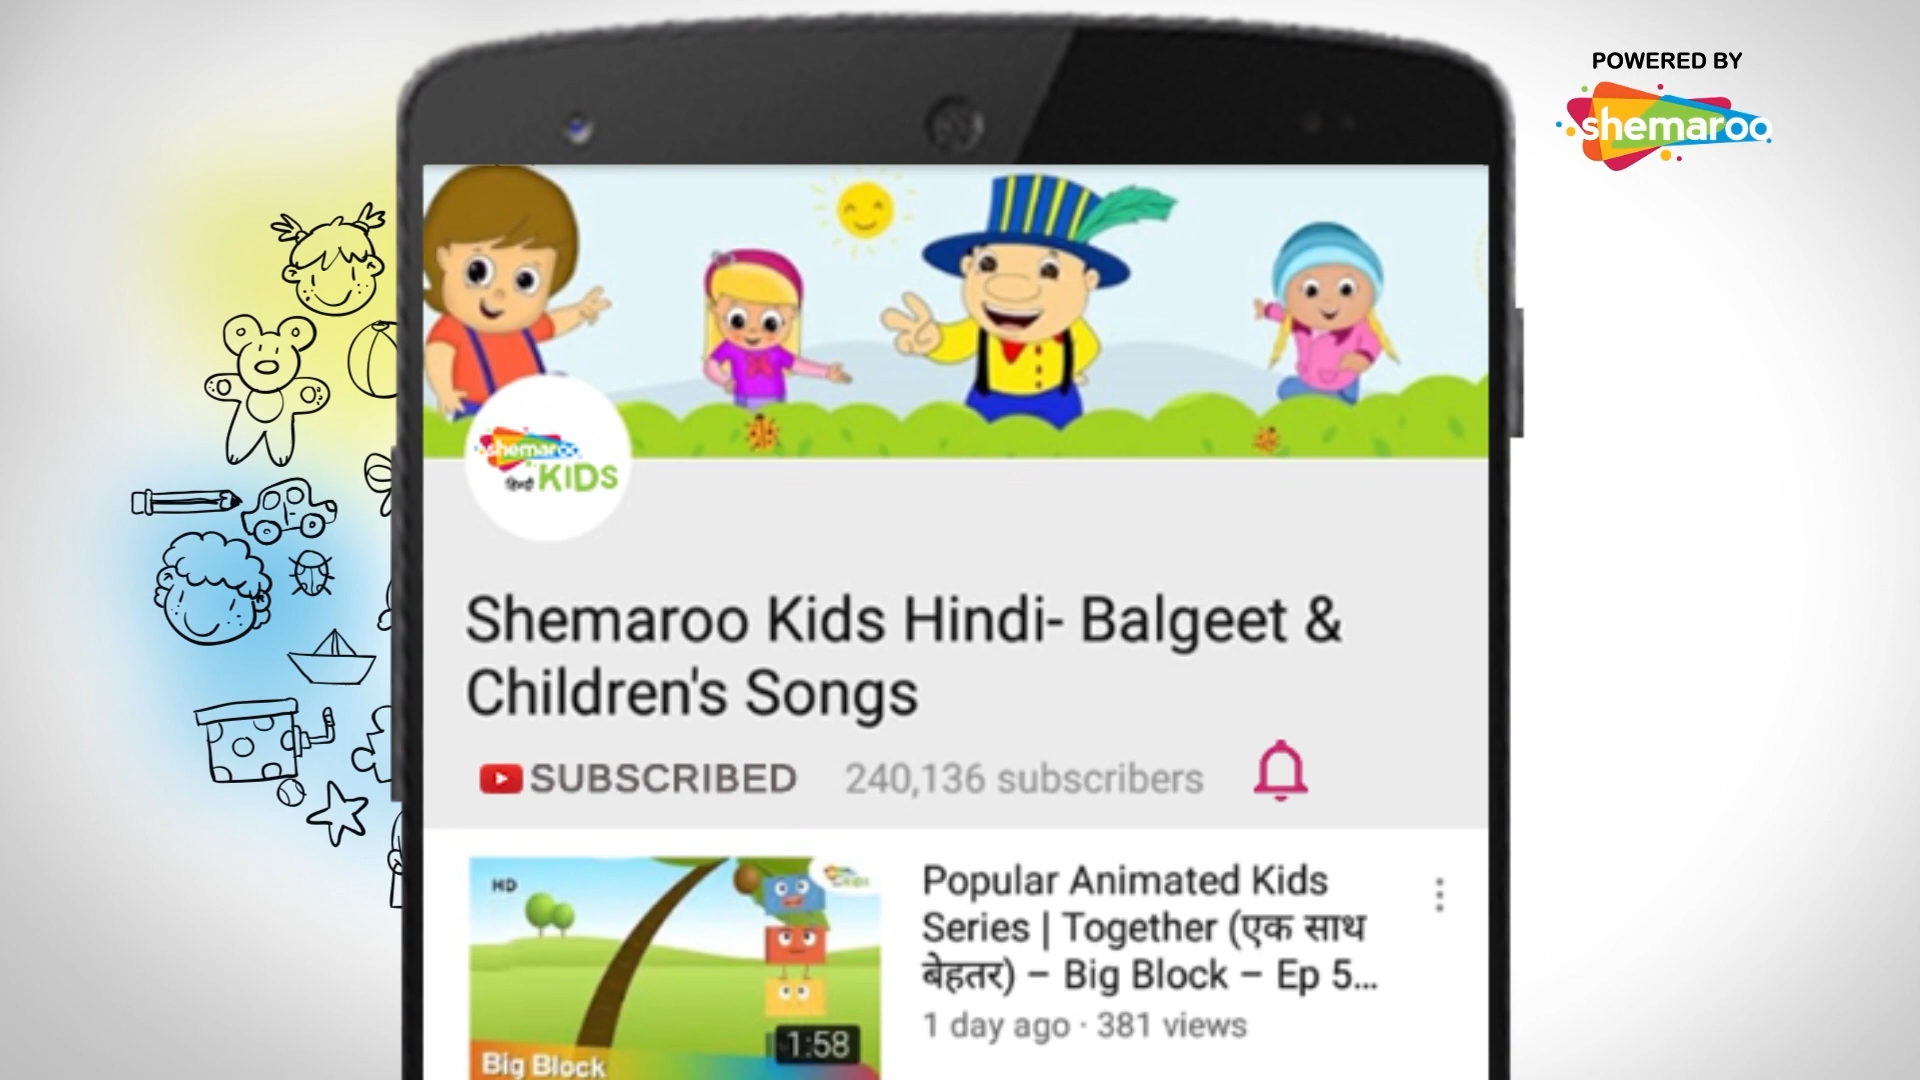 POWERED BY
shemaroo
shemaroo
हिन्दी KIDS
Shemaroo Kids Hindi- Balgeet &
Children's Songs
SUBSCRIBED 240,136 subscribers
HD
Popular Animated Kids
Series | Together (एक साथ
बेहतर) – Big Block – Ep 5...
1 day ago · 381 views
1:58
Big Block